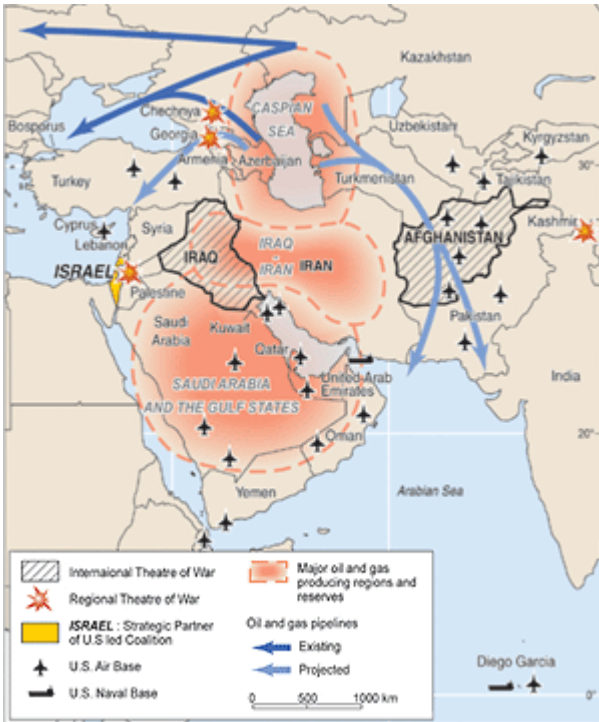 Kazakhstan
CASPIAN
SEA
Chechnya
Bosporus
Georgia
Uzbekistan
Kyrgyzstan
Armenia
Azerbaijan
30°
Turkey
Turkmenistan
Tajikistan
Cyprus
Syria
Lebanon
Kashmir
AFGHANISTAN
IRAQ
IRAQ
- IRAN
IRAN
ISRAEL
Palestine
Saudi
Arabia
Kuwait
Pakistan
Qatar
India
United Arab
Emirates
SAUDI ARABIA
AND THE GULF STATES
Oman
20°
Yemen
Arabian Sea
Internaional Theatre of War
Regional Theatre of War
ISRAEL : Strategic Partner
of U.S led Coalition
U.S. Air Base
U.S. Naval Base
Major oil and gas
producing regions and
reserves
Oil and gas pipelines
Existing
Projected
0 500 1000 km
Diego Garcia
0°